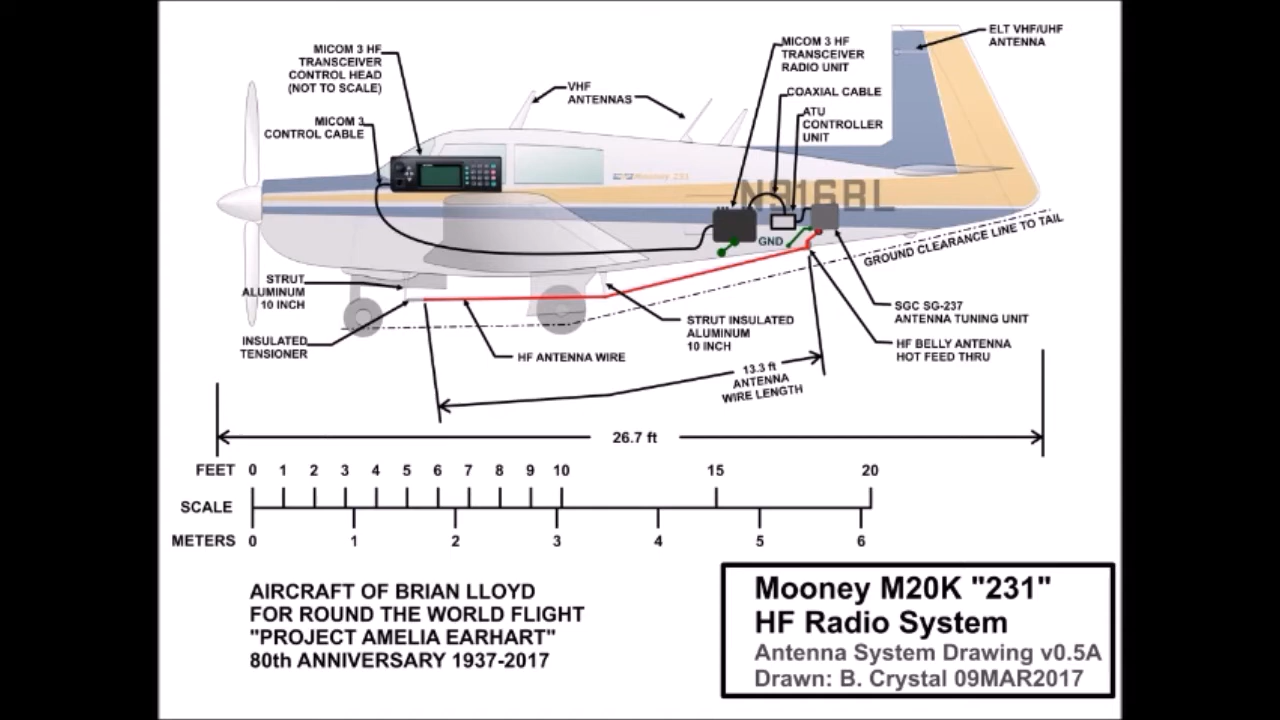 MICOM 3 HF
TRANSCEIVER
CONTROL HEAD
(NOT TO SCALE)
MICOM 3
CONTROL CABLE
VHF
ANTENNAS
MICOM 3 HF
TRANSCEIVER
RADIO UNIT
COAXIAL CABLE
ATU
CONTROLLER
UNIT
ELT VHF/UHF
ANTENNA
Mooney 231
N916BL
GND
GROUND CLEARANCE LINE TO TAIL
STRUT
ALUMINUM
10 INCH
INSULATED
TENSIONER
HF ANTENNA WIRE
STRUT INSULATED
ALUMINUM
10 INCH
SGC SG-237
ANTENNA TUNING UNIT
HF BELLY ANTENNA
HOT FEED THRU
13.3 ft
ANTENNA
WIRE LENGTH
26.7 ft
FEET 0 1 2 3 4 5 6 7 8 9 10 15 20
SCALE
METERS 0 1 2 3 4 5 6
AIRCRAFT OF BRIAN LLOYD
FOR ROUND THE WORLD FLIGHT
"PROJECT AMELIA EARHART"
80th ANNIVERSARY 1937-2017
Mooney M20K "231"
HF Radio System
Antenna System Drawing v0.5A
Drawn: B. Crystal 09MAR2017